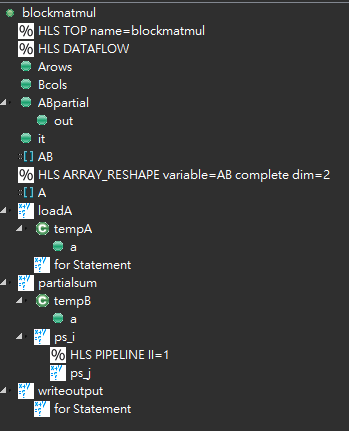 blockmatmul
% HLS TOP name=blockmatmul
% HLS DATAFLOW
Arows
Bcols
ABpartial
out
it
[] AB
% HLS ARRAY_RESHAPE variable=AB complete dim=2
[] A
loadA
C tempA
a
for Statement
partialsum
C tempB
a
ps_i
% HLS PIPELINE II=1
ps_j
writeoutput
for Statement